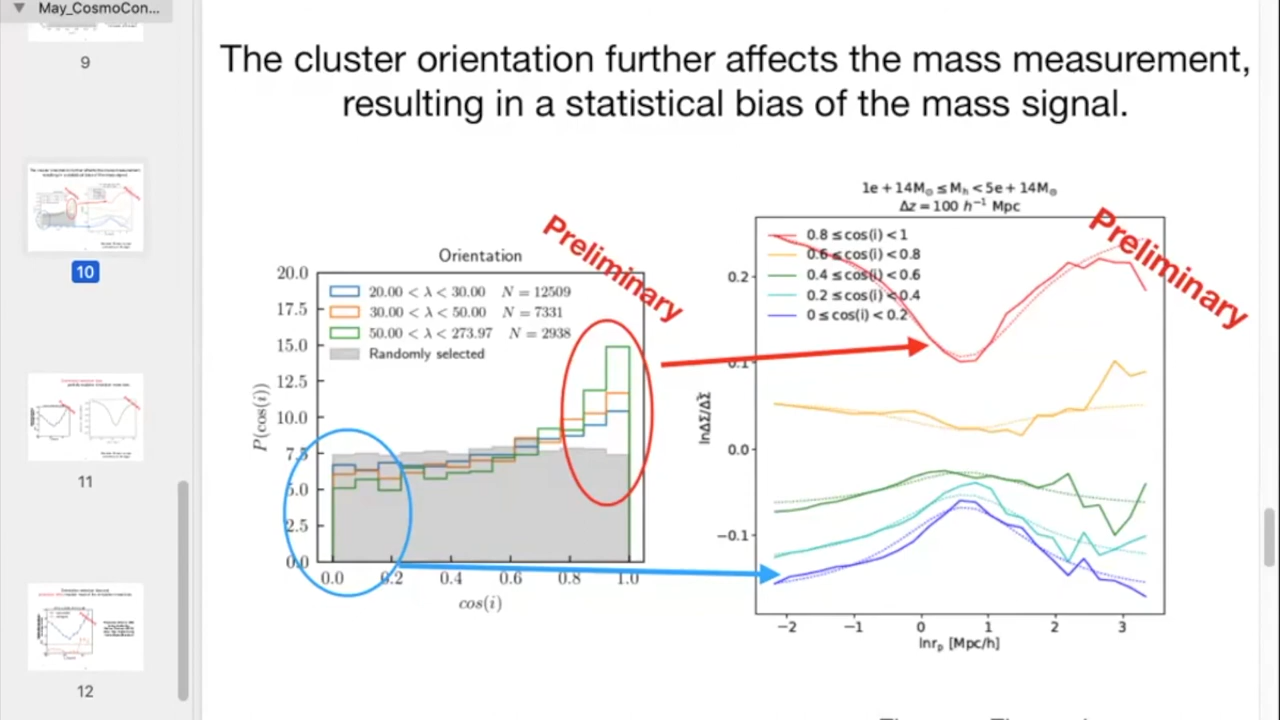 May_CosmoCon...
9
10
11
12
The cluster orientation further affects the mass measurement,
resulting in a statistical bias of the mass signal.
Preliminary
Orientation
20.0
17.5
15.0
12.5
10.0
7.5
5.0
2.5
0.0
P(cos(i))
20.00 < λ < 30.00 N = 12509
30.00 < λ < 50.00 N = 7331
50.00 < λ < 273.97 N = 2938
Randomly selected
0.0 0.2 0.4 0.6 0.8 1.0
cos(i)
1e+14M⊙ ≤ Mₕ < 5e+14M⊙
Δz = 100 h⁻¹ Mpc
Preliminary
0.8 ≤ cos(i) < 1
0.6 ≤ cos(i) < 0.8
0.4 ≤ cos(i) < 0.6
0.2 ≤ cos(i) < 0.4
0 ≤ cos(i) < 0.2
0.2
0.1
0.0
−0.1
lnΔΣ/ΔΣ̃
−2 −1 0 1 2 3
lnrₚ [Mpc/h]